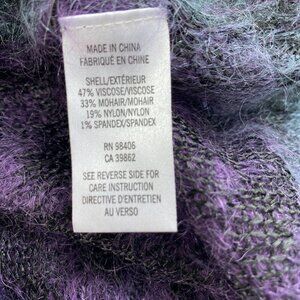 MADE IN CHINA
FABRIQUÉ EN CHINE
SHELL/EXTÉRIEUR
47% VISCOSE/VISCOSE
33% MOHAIR/MOHAIR
19% NYLON/NYLON
1% SPANDEX/SPANDEX
RN 98406
CA 39862
SEE REVERSE SIDE FOR
CARE INSTRUCTION
DIRECTIVE D'ENTRETIEN
AU VERSO